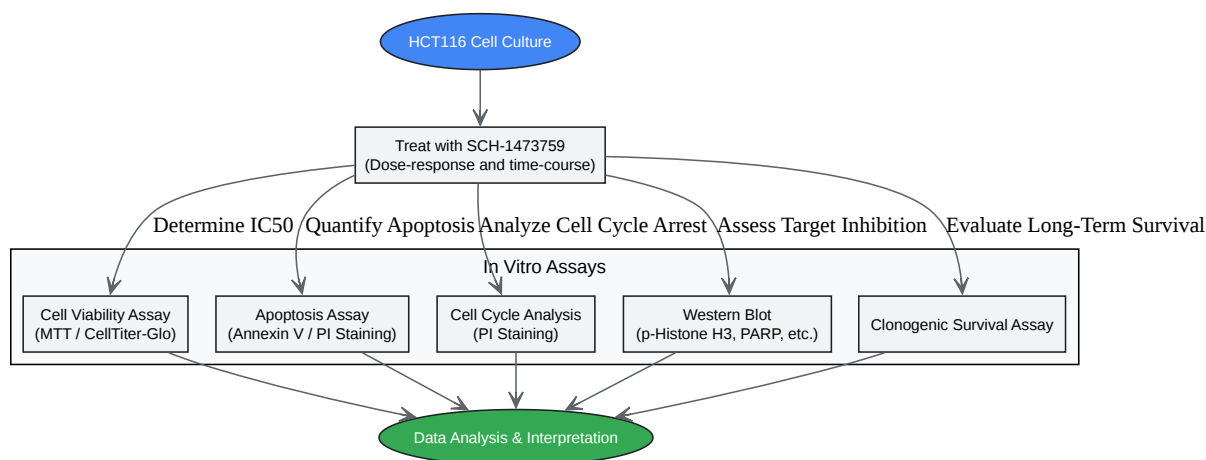 HCT116 Cell Culture
Treat with SCH-1473759
(Dose-response and time-course)
Determine IC50
Quantify Apoptosis
Analyze Cell Cycle Arrest
Assess Target Inhibition
Evaluate Long-Term Survival
In Vitro Assays
Cell Viability Assay
(MTT / CellTiter-Glo)
Apoptosis Assay
(Annexin V / PI Staining)
Cell Cycle Analysis
(PI Staining)
Western Blot
(p-Histone H3, PARP, etc.)
Clonogenic Survival Assay
Data Analysis & Interpretation